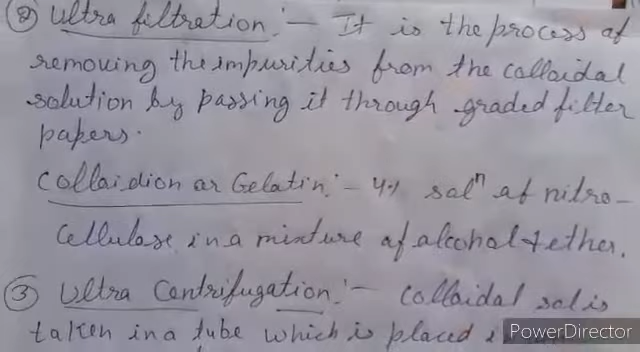 ② Ultra filtration :- It is the process of
removing the impurities from the colloidal
solution by passing it through graded filter
papers.
Colloidion or Gelatin :- 4% solⁿ of nitro-
cellulose in a mixture of alcohol & ether.
③ Ultra Centrifugation :- Colloidal sol is
taken in a tube which is placed
PowerDirector